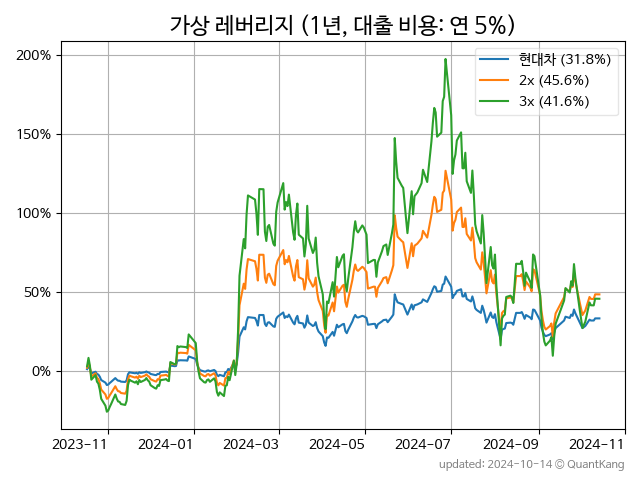 가상 레버리지 (1년, 대출 비용: 연 5%)
현대차 (31.8%)
2x (45.6%)
3x (41.6%)
200%
150%
100%
50%
0%
2023-11 2024-01 2024-03 2024-05 2024-07 2024-09 2024-11
updated: 2024-10-14 © QuantKang